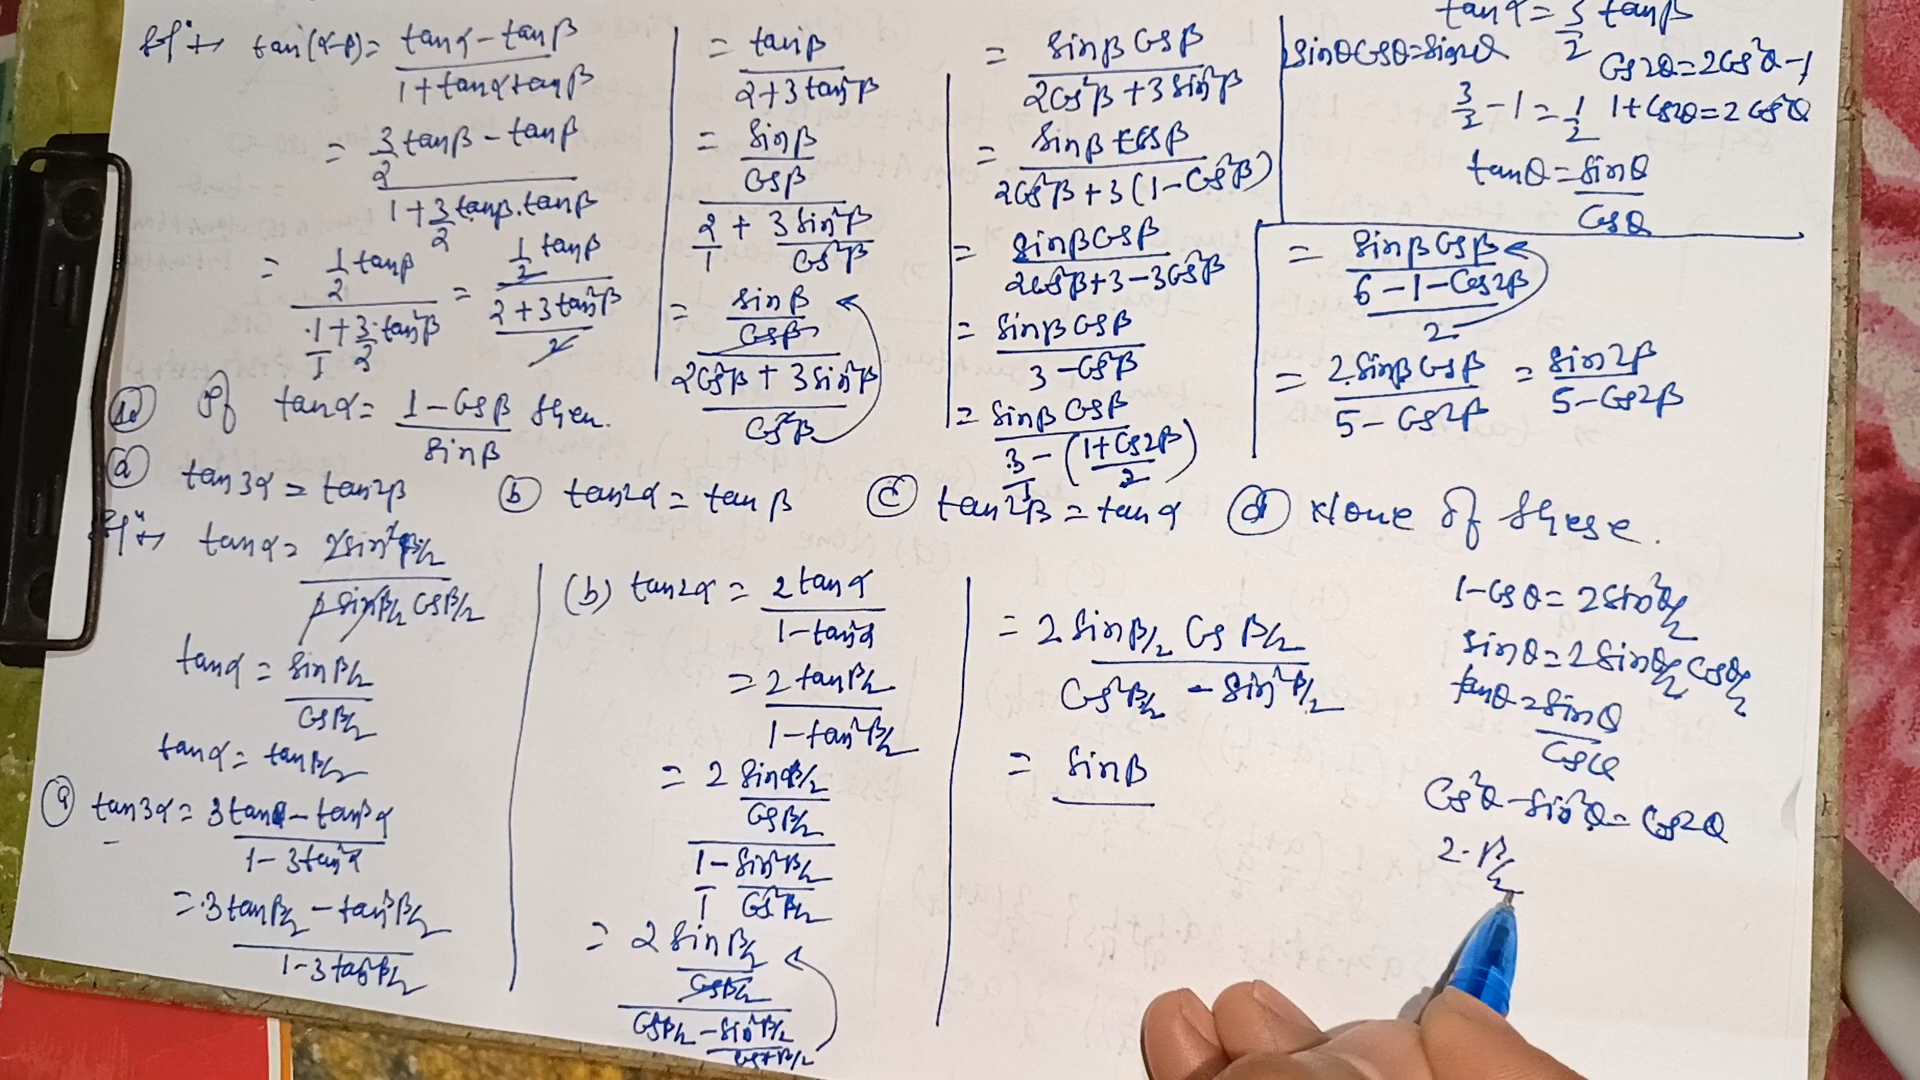 Sol^n → tan(α-β) = (tanα - tanβ)/(1+tanα tanβ)
= (3/2 tanβ - tanβ)/(1+3/2 tanβ.tanβ)
= (1/2 tanβ)/(1/1+3/2.tan²β) = (1/2 tanβ)/((2+3tan²β)/2)
= tanβ/(2+3tan²β)
= (sinβ/cosβ)/(2/1 + 3sin²β/cos²β)
= (sinβ/cosβ)/((2cos²β + 3sin²β)/cos²β)
= sinβ cosβ/(2cos²β + 3sin²β)
= sinβ cosβ/(2cos²β + 3(1-cos²β))
= sinβ cosβ/(2cos²β+3-3cos²β)
= sinβ cosβ/(3-cos²β)
= sinβ cosβ/(3/1 - ((1+cos2β)/2))
tanα = 3/2 tanβ
2sinθcosθ=sin2θ
cos2θ=2cos²θ-1
3/2 - 1 = 1/2
1+cos2θ=2cos²θ
tanθ = sinθ/cosθ
= sinβ cosβ/((6-1-cos2β)/2)
= 2.sinβ cosβ/(5-cos2β) = sin2β/(5-cos2β)
If tanα = (1-cosβ)/sinβ then.
(a) tan3α = tan2β (b) tan2α = tanβ (c) tan2β = tanα (d) None of these.
Sol^n → tanα = 2sin²β/2/(2sinβ/2 cosβ/2)
tanα = sinβ/2/cosβ/2
tanα = tanβ/2
(a) tan3α = (3tanα - tan³α)/(1-3tan²α)
= (3tanβ/2 - tan³β/2)/(1-3tan²β/2)
(b) tan2α = 2tanα/(1-tan²α)
= 2tanβ/2/(1-tan²β/2)
= (2 sinβ/2/cosβ/2)/(1/1 - sin²β/2/cos²β/2)
= (2 sinβ/2/cosβ/2)/((cos²β/2 - sin²β/2)/cos²β/2)
= 2 sinβ/2 cosβ/2/(cos²β/2 - sin²β/2)
= sinβ
1-cosθ = 2sin²θ/2
sinθ = 2sinθ/2 cosθ/2
tanθ = sinθ/cosθ
cos²θ - sin²θ = cos2θ
2.β/2